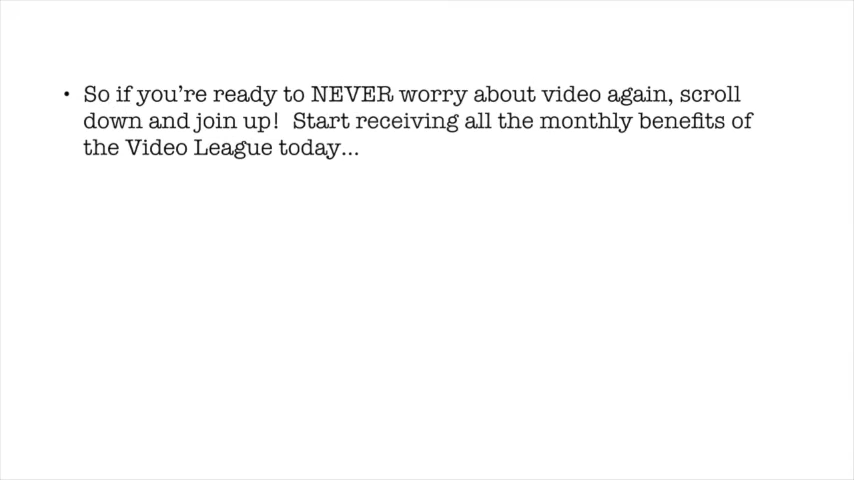 • So if you’re ready to NEVER worry about video again, scroll
down and join up!  Start receiving all the monthly benefits of
the Video League today...